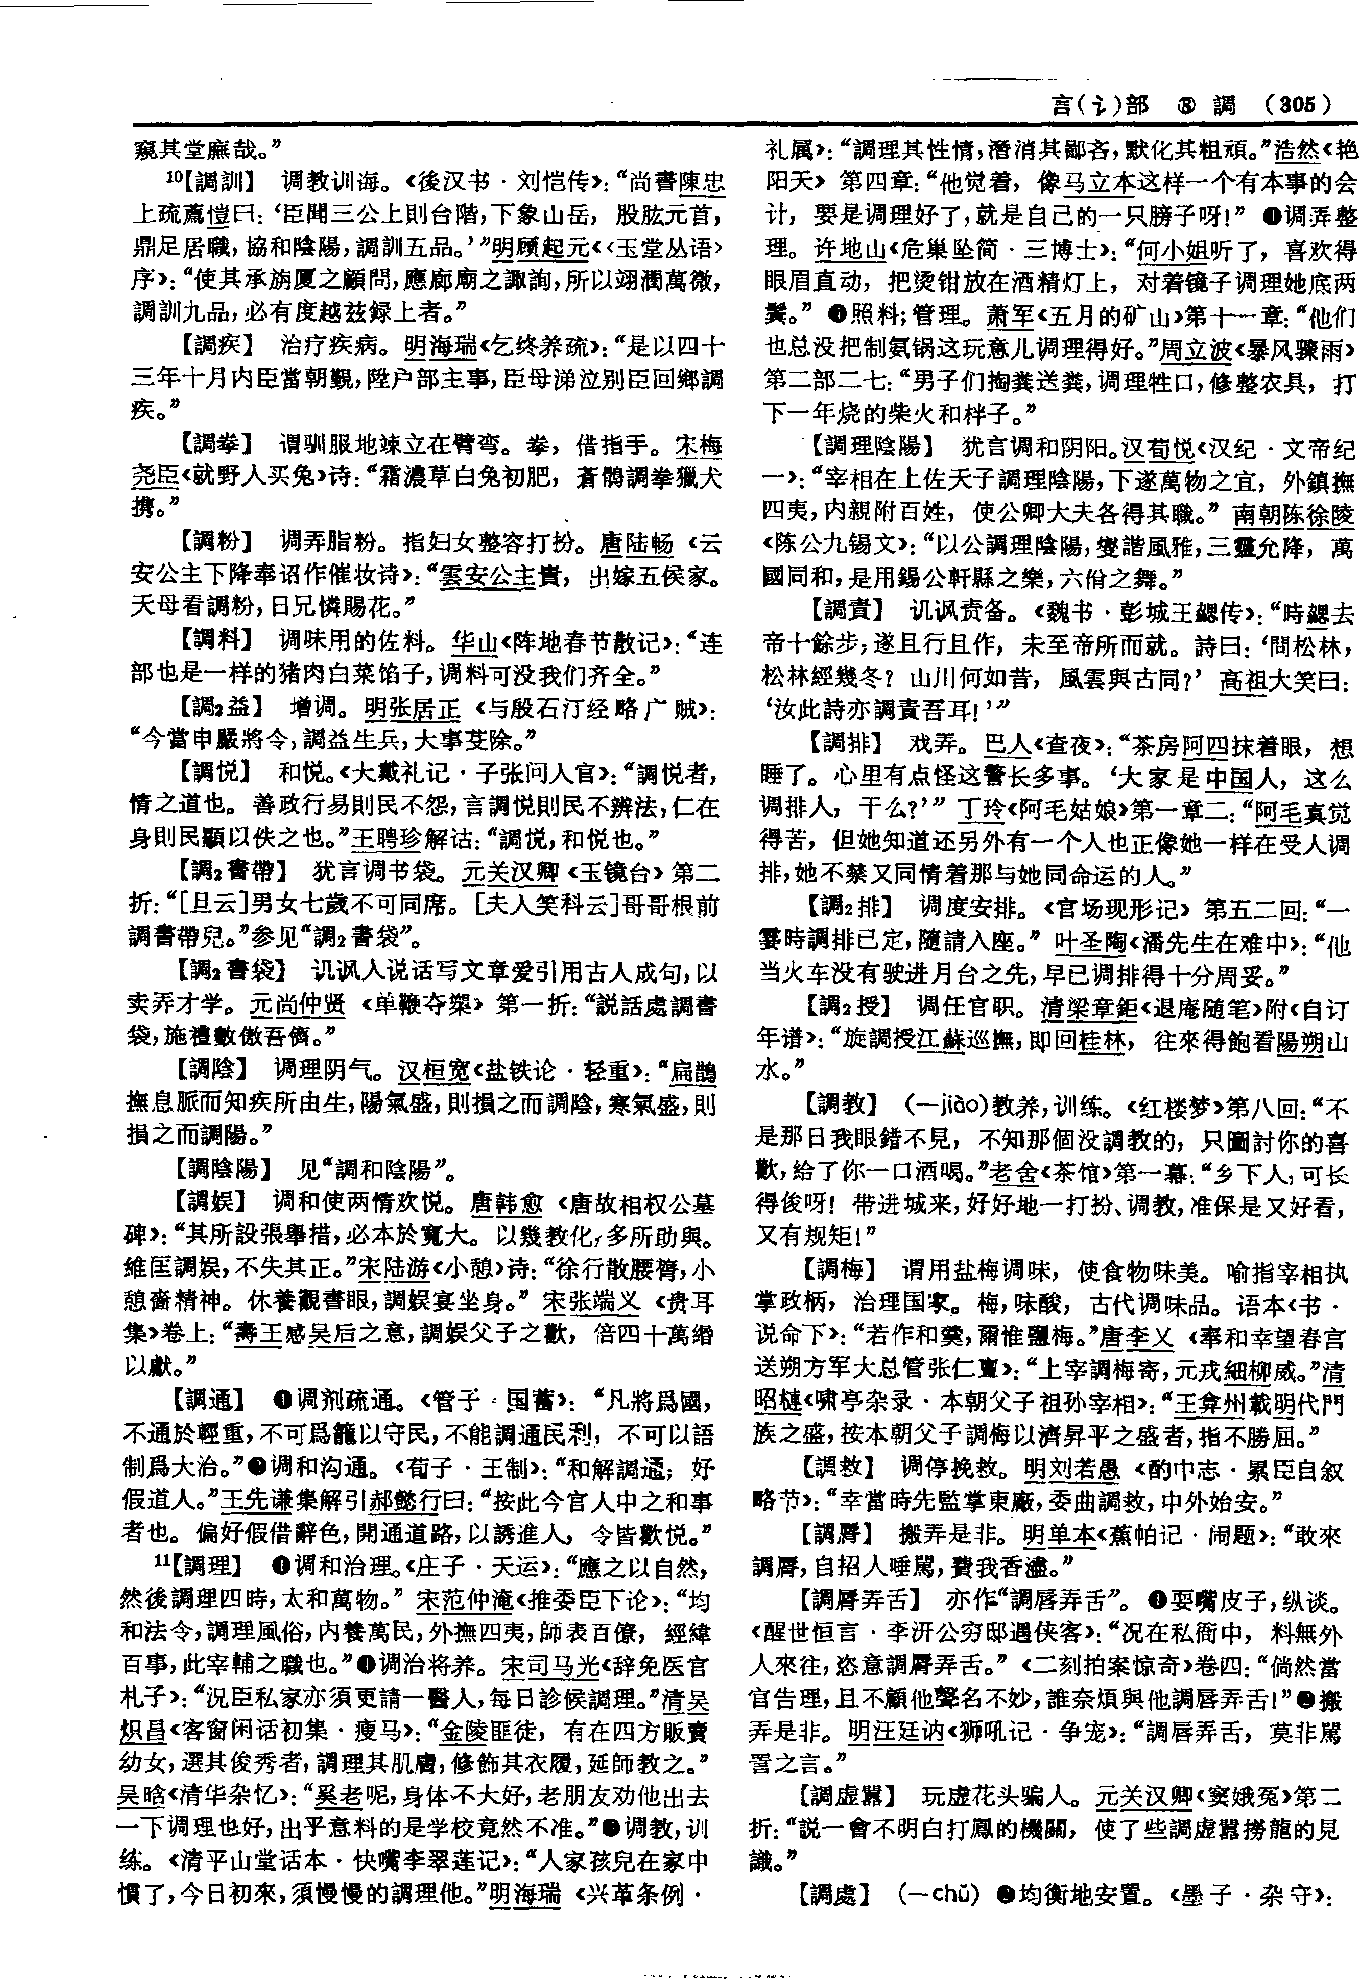 言(讠)部 ⑧ 調 (305)
窺其堂廡哉。”
10【調訓】 调教训诲。《後汉书·刘恺传》：“尚書陳忠
上疏薦愷曰：‘臣聞三公上則台階，下象山岳，股肱元首，
鼎足居職，協和陰陽，調訓五品。’”明顾起元《〈玉堂丛语〉
序》：“使其承旃厦之顧問，應廊廟之諏詢，所以翊潤萬微，
調訓九品，必有度越兹録上者。”
【調疾】 治疗疾病。明海瑞《乞终养疏》：“是以四十
三年十月内臣當朝覲，陞户部主事，臣母涕泣别臣回鄉調
疾。”
【調拳】 谓驯服地竦立在臂弯。拳，借指手。宋梅
尧臣《就野人买兔》诗：“霜濃草白兔初肥，蒼鶻調拳獵犬
携。”
【調粉】 调弄脂粉。指妇女整容打扮。唐陆畅《云
安公主下降奉诏作催妆诗》：“雲安公主貴，出嫁五侯家。
天母看調粉，日兄憐賜花。”
【調料】 调味用的佐料。华山《阵地春节散记》：“连
部也是一样的猪肉白菜馅子，调料可没我们齐全。”
【調₂益】 增调。明张居正《与殷石汀经略广贼》：
“今當申嚴將令，調益生兵，大事芟除。”
【調悦】 和悦。《大戴礼记·子张问入官》：“調悦者，
情之道也。善政行易則民不怨，言調悦則民不辨法，仁在
身則民顯以佚之也。”王聘珍解诂：“調悦，和悦也。”
【調₂書帶】 犹言调书袋。元关汉卿《玉镜台》第二
折：“[旦云]男女七歲不可同席。[夫人笑科云]哥哥根前
調書帶兒。”参见“調₂書袋”。
【調₂書袋】 讥讽人说话写文章爱引用古人成句，以
卖弄才学。元尚仲贤《单鞭夺槊》第一折：“説話處調書
袋，施禮數傲吾儕。”
【調陰】 调理阴气。汉桓宽《盐铁论·轻重》：“扁鵲
撫息脈而知疾所由生，陽氣盛，則損之而調陰，寒氣盛，則
損之而調陽。”
【調陰陽】 见“調和陰陽”。
【調娱】 调和使两情欢悦。唐韩愈《唐故相权公墓
碑》：“其所設張舉措，必本於寬大。以幾教化，多所助與。
維匡調娱，不失其正。”宋陆游《小憩》诗：“徐行散腰膂，小
憩嗇精神。休養觀書眼，調娱宴坐身。”宋张端义《贵耳
集》卷上：“壽王感吴后之意，調娱父子之歡，倍四十萬緡
以獻。”
【調通】 ❶调剂疏通。《管子·国蓄》：“凡將爲國，
不通於輕重，不可爲籠以守民，不能調通民利，不可以語
制爲大治。”❷调和沟通。《荀子·王制》：“和解調通，好
假道人。”王先谦集解引郝懿行曰：“按此今官人中之和事
者也。偏好假借辭色，開通道路，以誘進人，令皆歡悦。”
11【調理】 ❶调和治理。《庄子·天运》：“應之以自然，
然後調理四時，太和萬物。”宋范仲淹《推委臣下论》：“均
和法令，調理風俗，内養萬民，外撫四夷，師表百僚，經緯
百事，此宰輔之職也。”❷调治将养。宋司马光《辞免医官
札子》：“況臣私家亦須更請一醫人，每日診候調理。”清吴
炽昌《客窗闲话初集·瘦马》：“金陵匪徒，有在四方販賣
幼女，選其俊秀者，調理其肌膚，修飾其衣履，延師教之。”
吴晗《清华杂忆》：“奚老呢，身体不大好，老朋友劝他出去
一下调理也好，出乎意料的是学校竟然不准。”❸调教，训
练。《清平山堂话本·快嘴李翠莲记》：“人家孩兒在家中
慣了，今日初來，須慢慢的調理他。”明海瑞《兴革条例·
礼属》：“調理其性情，潛消其鄙吝，默化其粗頑。”浩然《艳
阳天》第四章：“他觉着，像马立本这样一个有本事的会
计，要是调理好了，就是自己的一只膀子呀！”❹调弄整
理。许地山《危巢坠简·三博士》：“何小姐听了，喜欢得
眼眉直动，把烫钳放在酒精灯上，对着镜子调理她底两
鬓。”❺照料；管理。萧军《五月的矿山》第十一章：“他们
也总没把制氨锅这玩意儿调理得好。”周立波《暴风骤雨》
第二部二七：“男子们掏粪送粪，调理牲口，修整农具，打
下一年烧的柴火和柈子。”
【調理陰陽】 犹言调和阴阳。汉荀悦《汉纪·文帝纪
一》：“宰相在上佐天子調理陰陽，下遂萬物之宜，外鎮撫
四夷，内親附百姓，使公卿大夫各得其職。”南朝陈徐陵
《陈公九锡文》：“以公調理陰陽，燮諧風雅，三靈允降，萬
國同和，是用錫公軒縣之樂，六佾之舞。”
【調責】 讥讽责备。《魏书·彭城王勰传》：“時勰去
帝十餘步；遂且行且作，未至帝所而就。詩曰：‘問松林，
松林經幾冬？山川何如昔，風雲與古同？’高祖大笑曰：
‘汝此詩亦調責吾耳！’”
【調排】 戏弄。巴人《查夜》：“茶房阿四抹着眼，想
睡了。心里有点怪这警长多事。‘大家是中国人，这么
调排人，干么？’”丁玲《阿毛姑娘》第一章二：“阿毛真觉
得苦，但她知道还另外有一个人也正像她一样在受人调
排，她不禁又同情着那与她同命运的人。”
【調₂排】 调度安排。《官场现形记》第五二回：“一
霎時調排已定，隨請入座。”叶圣陶《潘先生在难中》：“他
当火车没有驶进月台之先，早已调排得十分周妥。”
【調₂授】 调任官职。清梁章鉅《退庵随笔》附《自订
年谱》：“旋調授江蘇巡撫，即回桂林，往來得飽看陽朔山
水。”
【調教】 (—jiào)教养，训练。《红楼梦》第八回：“不
是那日我眼錯不見，不知那個没調教的，只圖討你的喜
歡，給了你一口酒喝。”老舍《茶馆》第一幕：“乡下人，可长
得俊呀！带进城来，好好地一打扮、调教，准保是又好看，
又有规矩！”
【調梅】 谓用盐梅调味，使食物味美。喻指宰相执
掌政柄，治理国家。梅，味酸，古代调味品。语本《书·
说命下》：“若作和羹，爾惟鹽梅。”唐李乂《奉和幸望春宫
送朔方军大总管张仁亶》：“上宰調梅寄，元戎細柳威。”清
昭梿《啸亭杂录·本朝父子祖孙宰相》：“王弇州載明代門
族之盛，按本朝父子調梅以濟昇平之盛者，指不勝屈。”
【調救】 调停挽救。明刘若愚《酌中志·累臣自叙
略节》：“幸當時先監掌東廠，委曲調救，中外始安。”
【調脣】 搬弄是非。明单本《蕉帕记·闹题》：“敢來
調脣，自招人唾駡，費我香瀘。”
【調脣弄舌】 亦作“調唇弄舌”。❶耍嘴皮子，纵谈。
《醒世恒言·李汧公穷邸遇侠客》：“况在私衙中，料無外
人來往，恣意調脣弄舌。”《二刻拍案惊奇》卷四：“倘然當
官告理，且不顧他聲名不妙，誰奈煩與他調唇弄舌！”❷搬
弄是非。明汪廷讷《狮吼记·争宠》：“調唇弄舌，莫非駡
詈之言。”
【調虚囂】 玩虚花头骗人。元关汉卿《窦娥冤》第二
折：“説一會不明白打鳳的機關，使了些調虚囂撈龍的見
識。”
【調處】 (—chǔ) ❶均衡地安置。《墨子·杂守》：